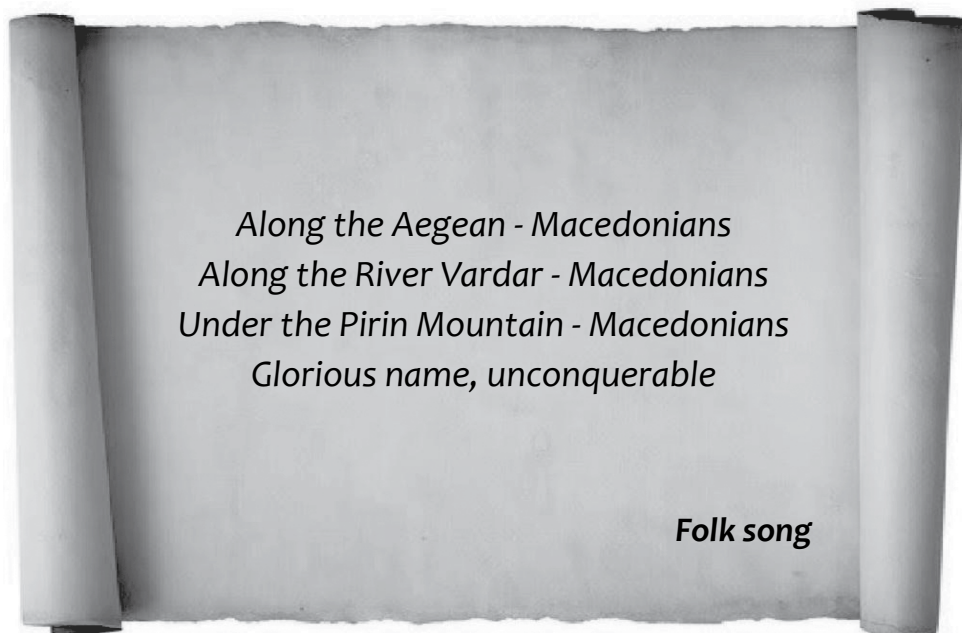 Along the Aegean - Macedonians
Along the River Vardar - Macedonians
Under the Pirin Mountain - Macedonians
Glorious name, unconquerable
Folk song